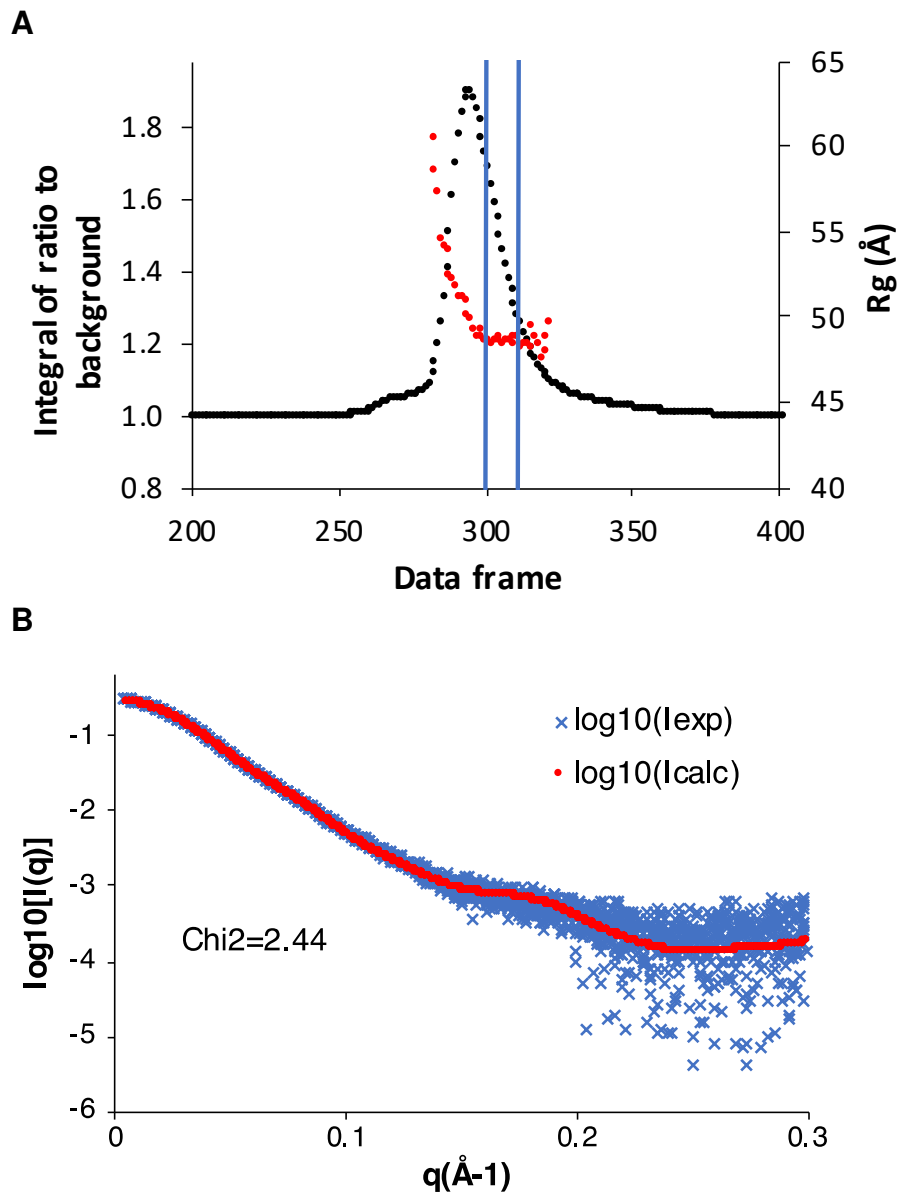 A
Integral of ratio to
background
1.8
1.6
1.4
1.2
1.0
0.8
65
60
55
50
45
40
Rg (Å)
200
250
300
350
400
Data frame
B
log10[I(q)]
-1
-2
-3
-4
-5
-6
log10(Iexp)
log10(Icalc)
Chi2=2.44
0
0.1
0.2
0.3
q(Å-1)